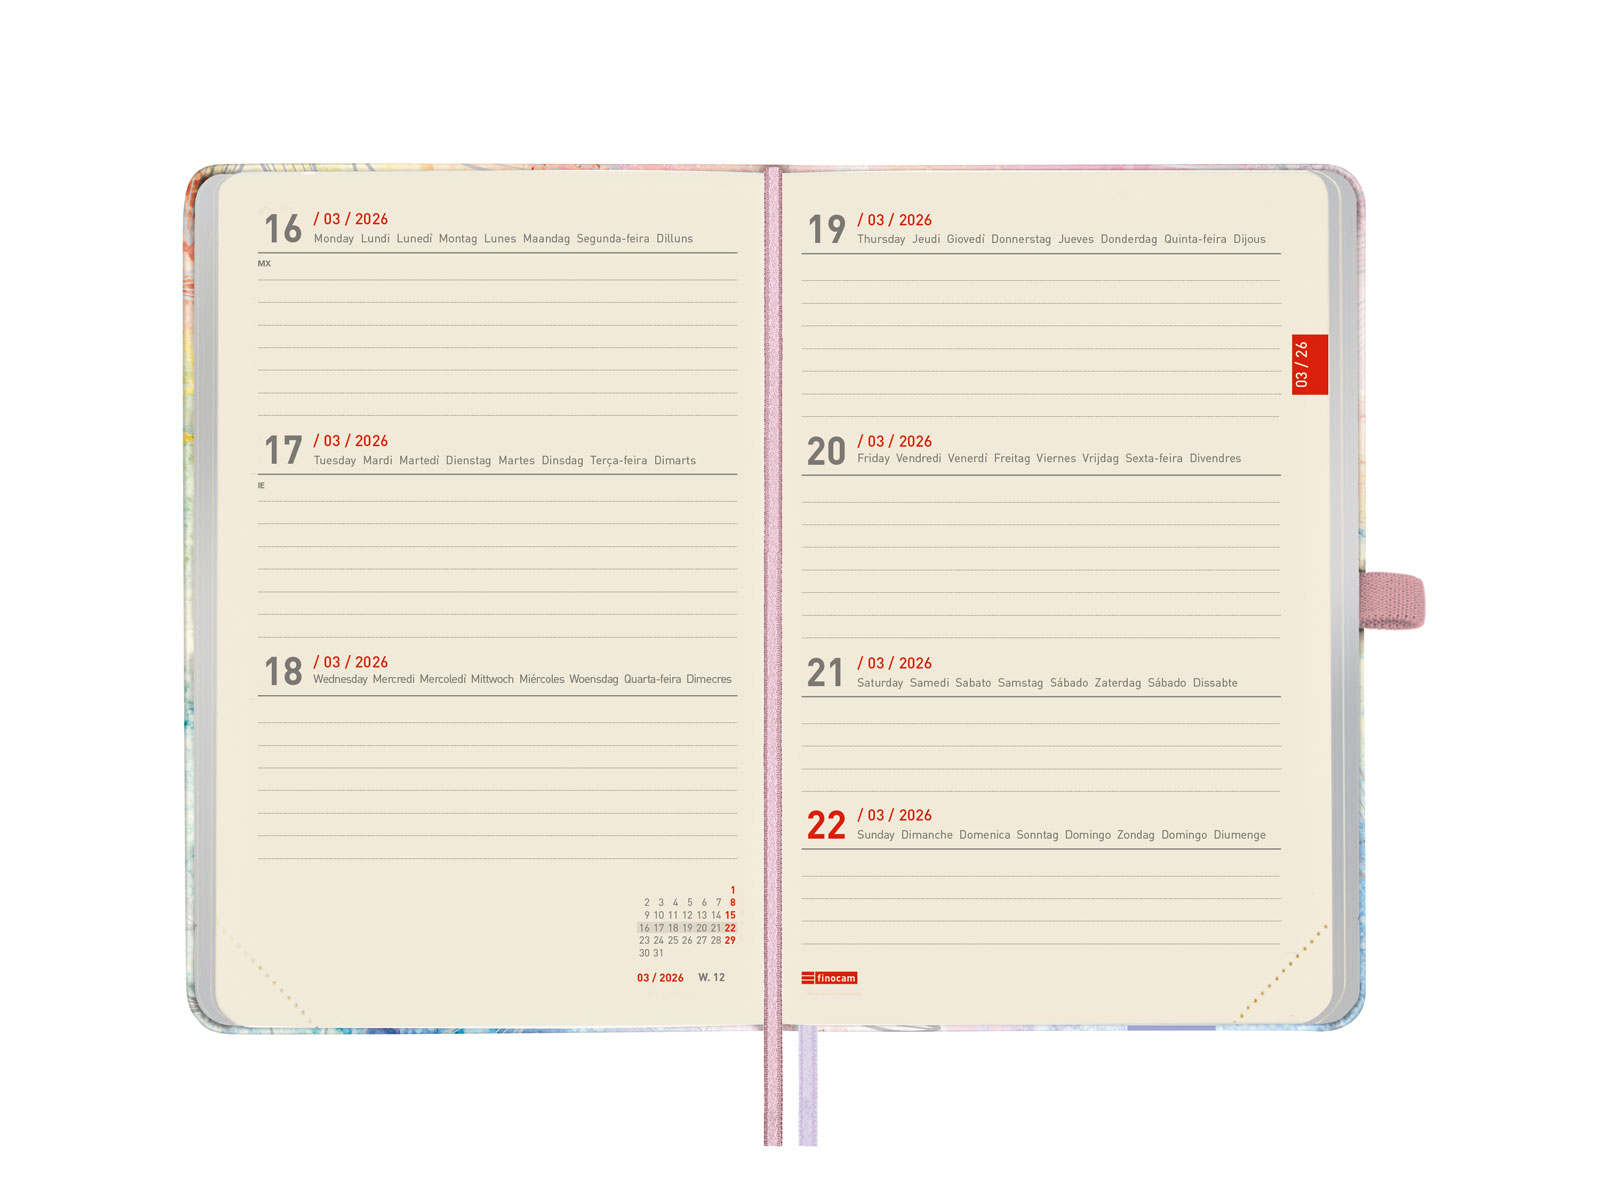 16 / 03 / 2026
Monday Lundi Lunedì Montag Lunes Maandag Segunda-feira Dilluns
MX
17 / 03 / 2026
Tuesday Mardi Martedì Dienstag Martes Dinsdag Terça-feira Dimarts
IE
18 / 03 / 2026
Wednesday Mercredi Mercoledì Mittwoch Miércoles Woensdag Quarta-feira Dimecres
1
2 3 4 5 6 7 8
9 10 11 12 13 14 15
16 17 18 19 20 21 22
23 24 25 26 27 28 29
30 31
03 / 2026 W. 12
19 / 03 / 2026
Thursday Jeudi Giovedì Donnerstag Jueves Donderdag Quinta-feira Dijous
03 / 26
20 / 03 / 2026
Friday Vendredi Venerdì Freitag Viernes Vrijdag Sexta-feira Divendres
21 / 03 / 2026
Saturday Samedi Sabato Samstag Sábado Zaterdag Sábado Dissabte
22 / 03 / 2026
Sunday Dimanche Domenica Sonntag Domingo Zondag Domingo Diumenge
finocam